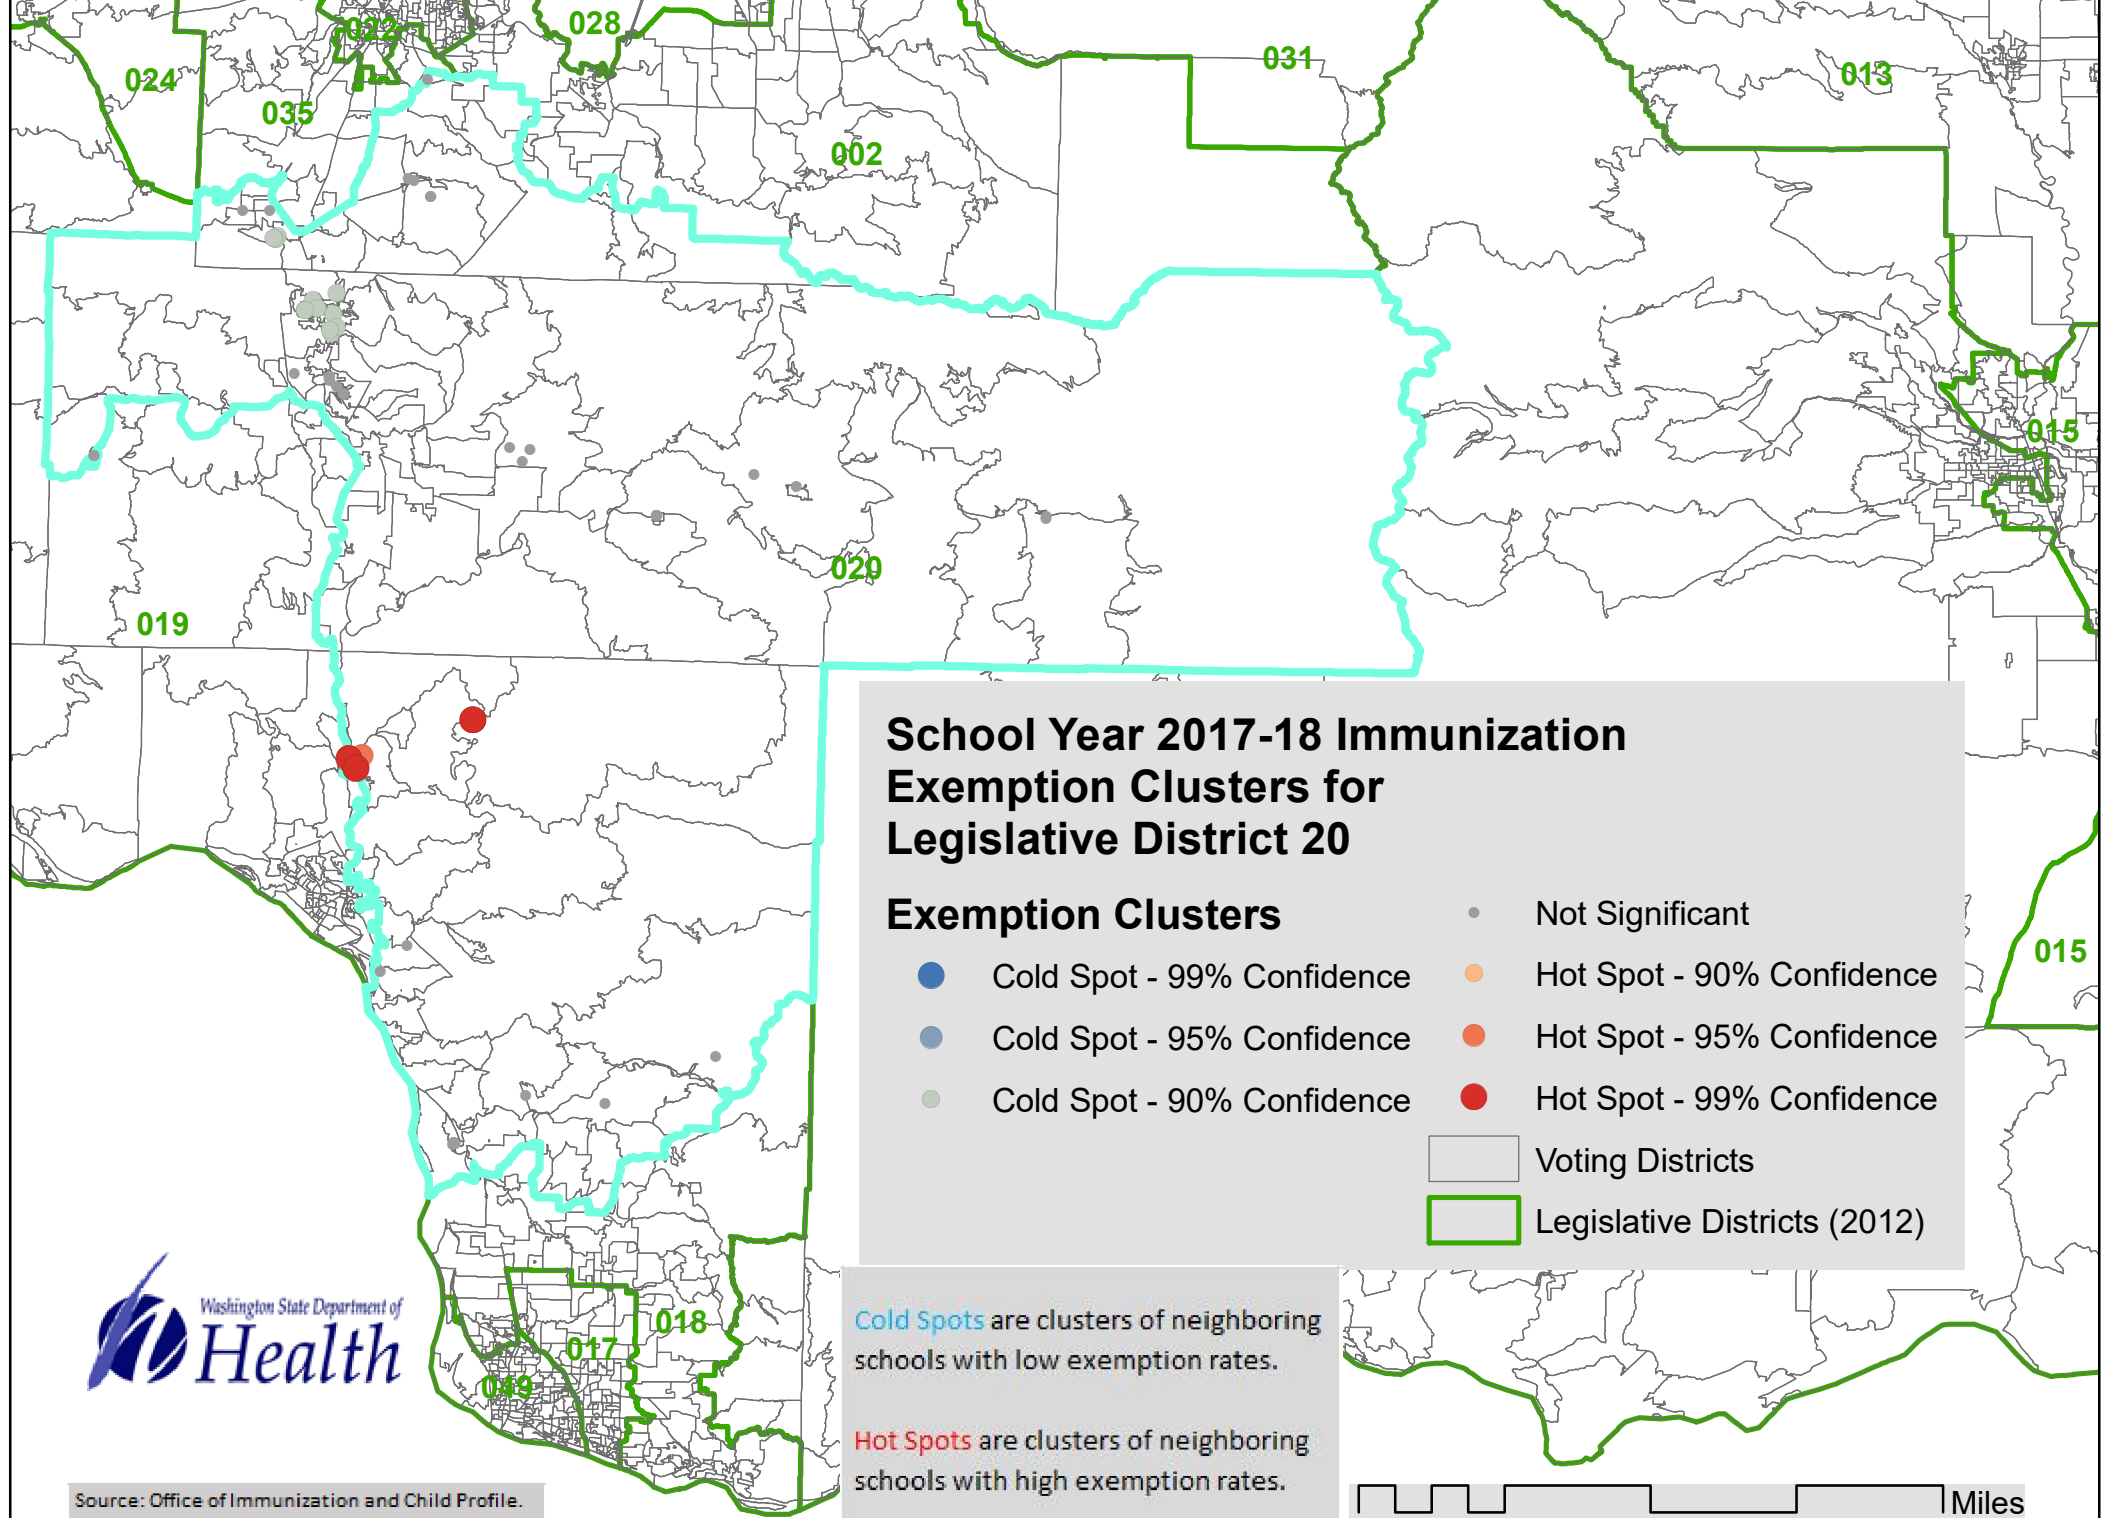 022
028
024
031
013
035
002
015
020
019
School Year 2017-18 Immunization
Exemption Clusters for
Legislative District 20
Exemption Clusters
Not Significant
Cold Spot - 99% Confidence
Hot Spot - 90% Confidence
Cold Spot - 95% Confidence
Hot Spot - 95% Confidence
Cold Spot - 90% Confidence
Hot Spot - 99% Confidence
Voting Districts
Legislative Districts (2012)
015
Washington State Department of
Health
018
017
049
Cold Spots are clusters of neighboring
schools with low exemption rates.
Hot Spots are clusters of neighboring
schools with high exemption rates.
Source: Office of Immunization and Child Profile.
Miles